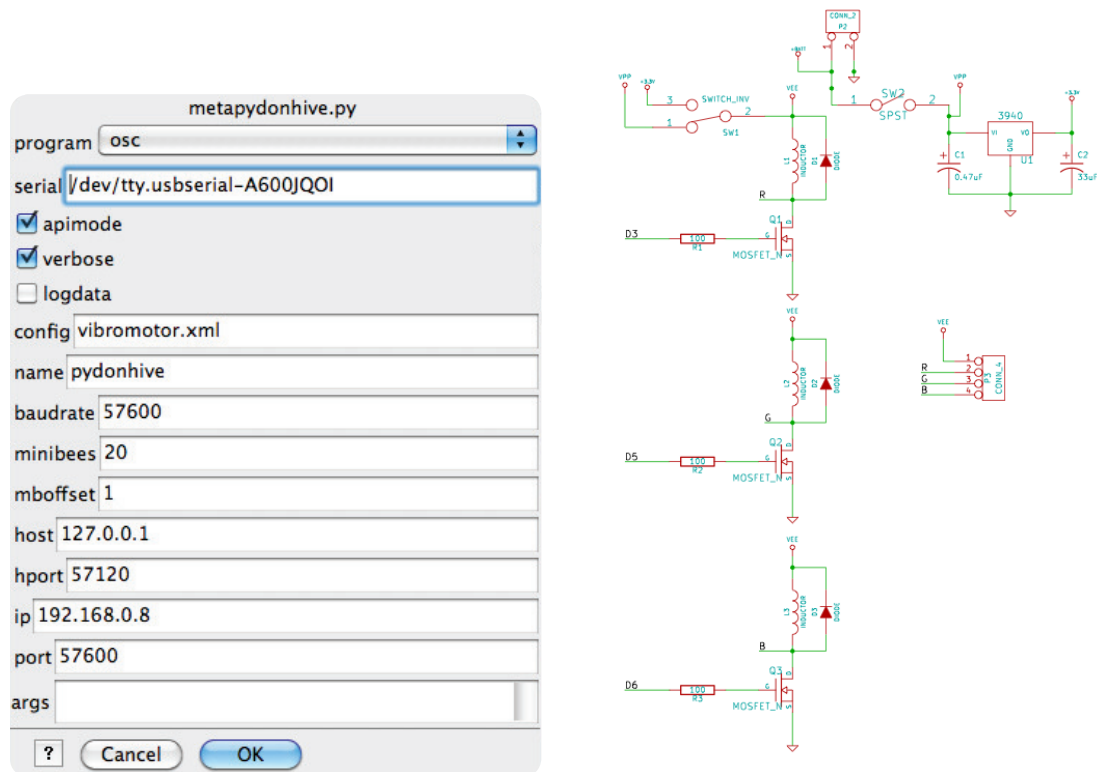 metapydonhive.py
program osc
serial /dev/tty.usbserial-A600JQOI
apimode
verbose
logdata
config vibromotor.xml
name pydonhive
baudrate 57600
minibees 20
mboffset 1
host 127.0.0.1
hport 57120
ip 192.168.0.8
port 57600
args
? Cancel OK
CONN_2
P2
1 2
+BATT
VPP +3.3V
3 SWITCH_INV
1 2
SW1
VEE
1 SW2 2
SPST
VPP
+3.3V
3940
VI VO
GND
U1
C1
0.47uF
C2
33uF
L1
INDUCTOR
D1
DIODE
R
D3
100
R1
Q1
G D S
MOSFET_N
VEE
L2
INDUCTOR
D2
DIODE
G
D5
100
R2
Q2
G D S
MOSFET_N
VEE
R
G
B
1
2
3
4
P3
CONN_4
VEE
L3
INDUCTOR
D3
DIODE
B
D6
100
R3
Q3
G D S
MOSFET_N